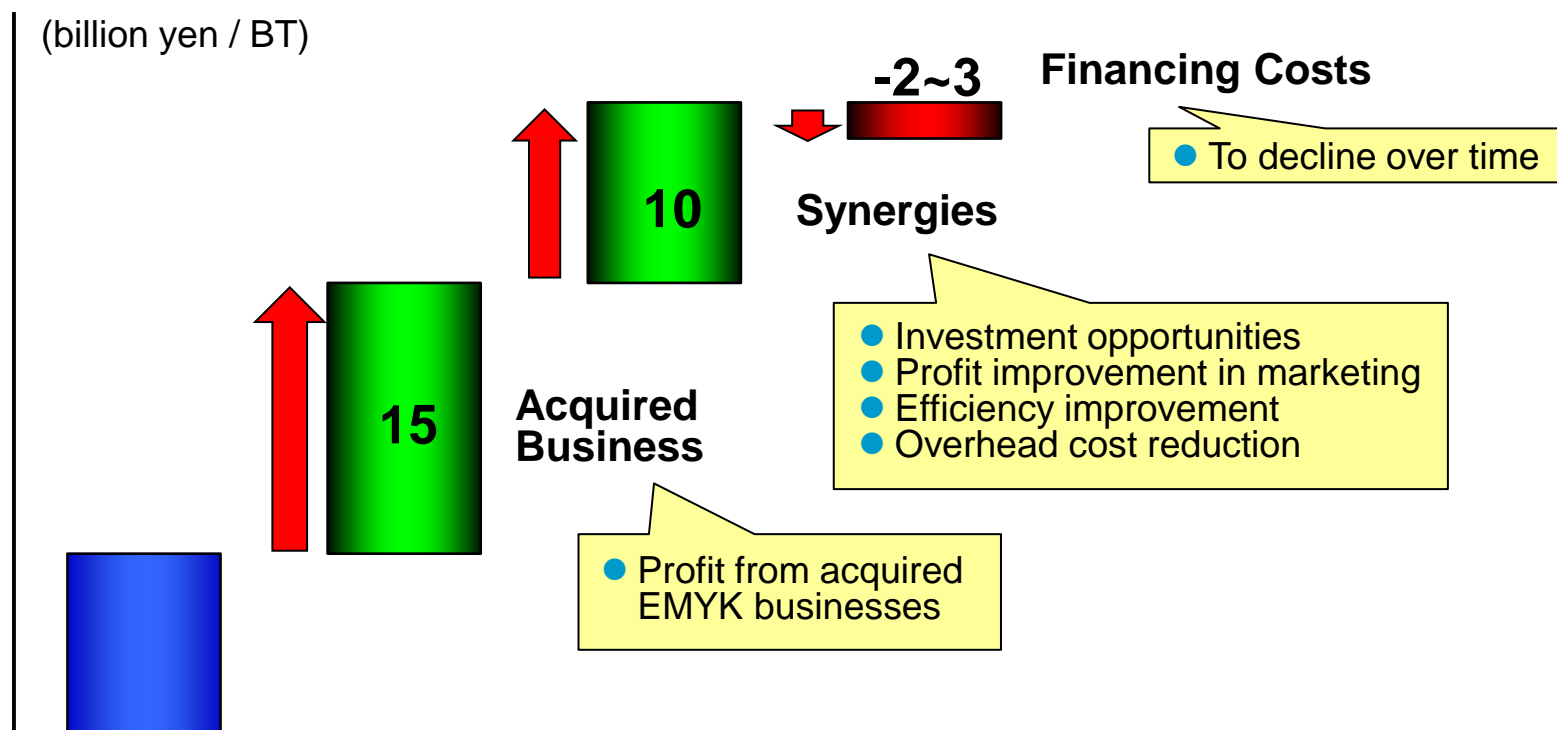 (billion yen / BT)
-2~3
Financing Costs
● To decline over time
10
Synergies
● Investment opportunities
● Profit improvement in marketing
● Efficiency improvement
● Overhead cost reduction
15
Acquired
Business
● Profit from acquired
EMYK businesses